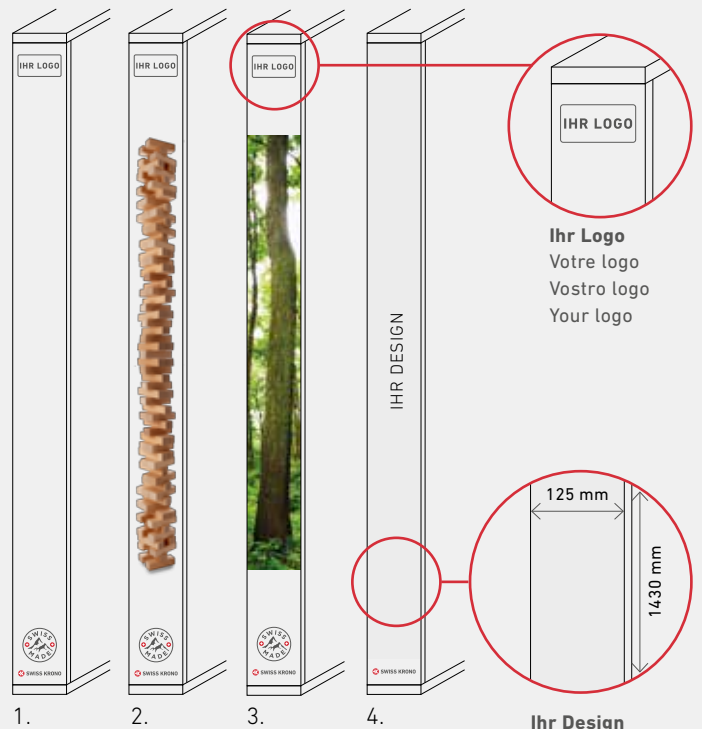 IHR LOGO
IHR LOGO
IHR LOGO
IHR LOGO
Ihr Logo
Votre logo
Vostro logo
Your logo
IHR DESIGN
125 mm
1430 mm
SWISS
MADE
SWISS KRONO
SWISS
MADE
SWISS KRONO
SWISS
MADE
SWISS KRONO
SWISS KRONO
1.
2.
3.
4.
Ihr Design